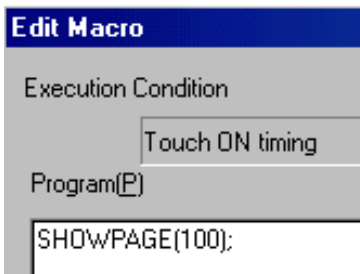 Edit Macro
Execution Condition
Touch ON timing
Program(P)
SHOWPAGE(100);